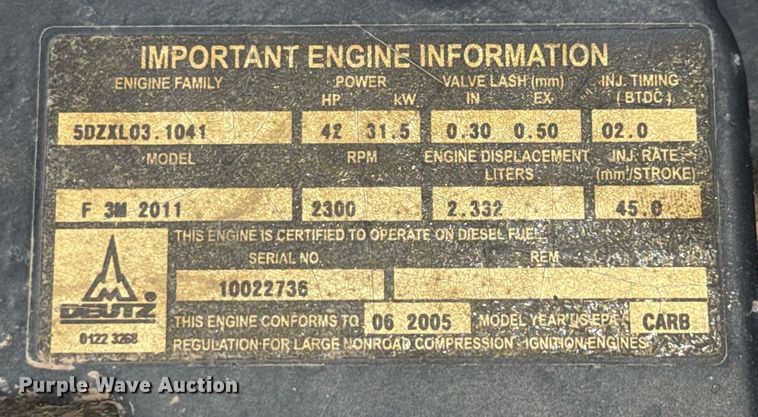 IMPORTANT ENGINE INFORMATION
ENIGINE FAMILY POWER VALVE LASH (mm) INJ. TIMING
HP kW IN EX ( BTDC )
5DZXL03.1041 42 31.5 0.30 0.50 02.0
MODEL RPM ENGINE DISPLACEMENT INJ. RATE
LITERS (mm³/STROKE)
F 3M 2011 2300 2.332 45.0
THIS ENGINE IS CERTIFIED TO OPERATE ON DIESEL FUEL
SERIAL NO. REM
10022736
DEUTZ ®
THIS ENGINE CONFORMS TO 06 2005 MODEL YEAR US EPA CARB
0122 3268
REGULATION FOR LARGE NONROAD COMPRESSION - IGNITION ENGINES
Purple Wave Auction